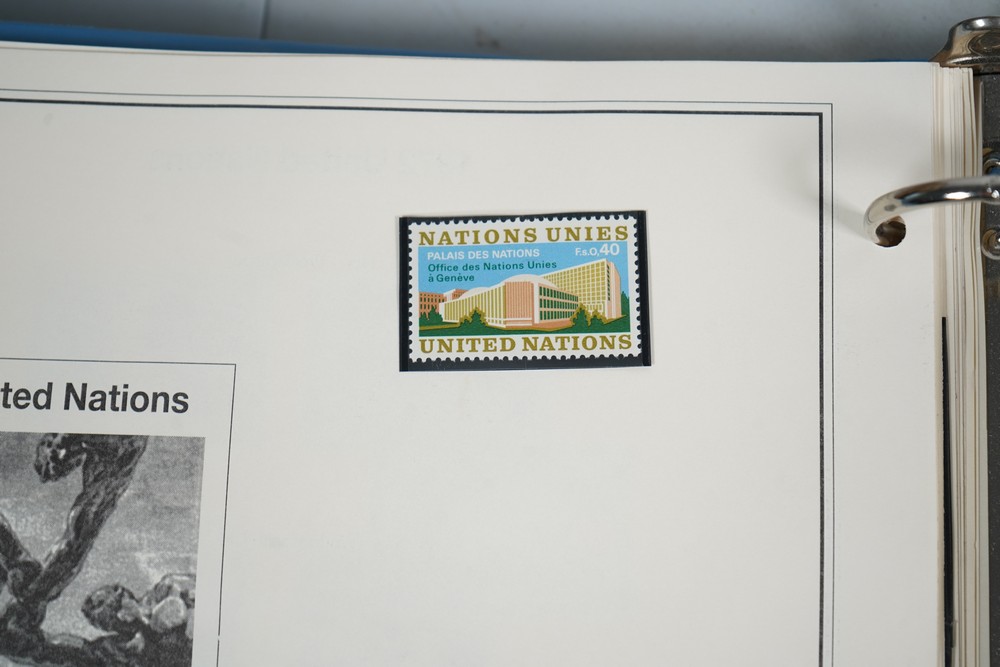 NATIONS UNIES
PALAIS DES NATIONS
F.s.0,40
Office des Nations Unies
à Genève
UNITED NATIONS
ted Nations